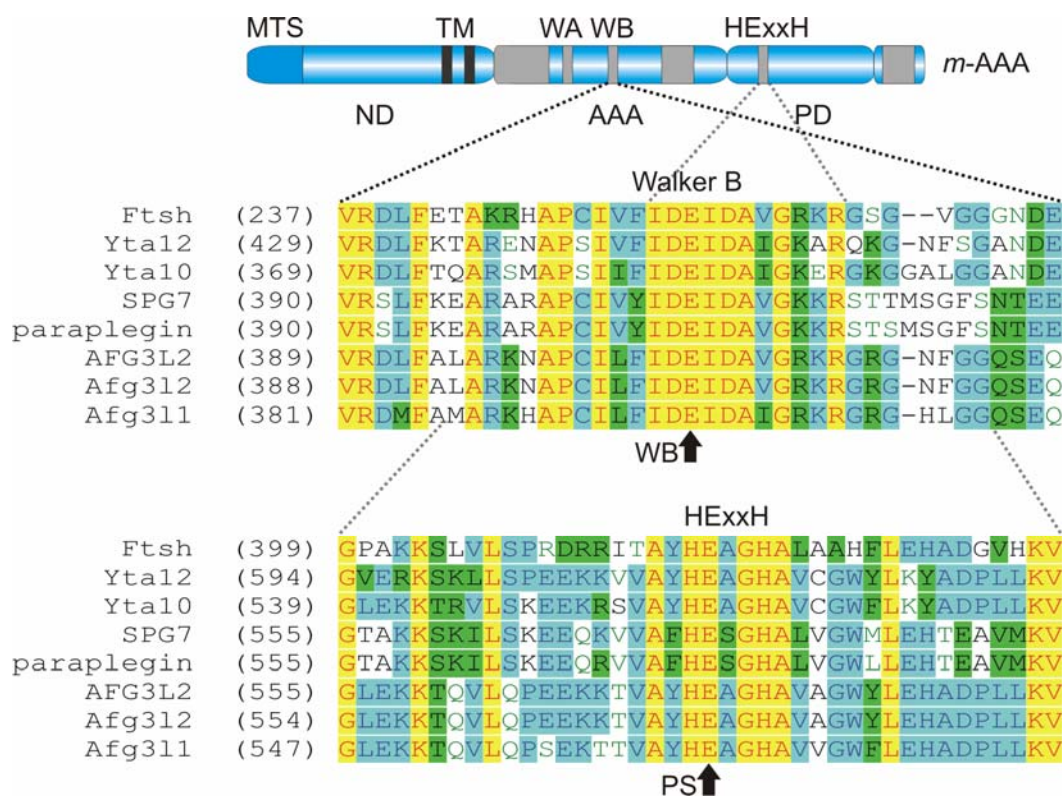 MTS TM WA WB HExxH
m-AAA
ND AAA PD
Walker B
Ftsh (237) VRDLFETAKRHAPCIVFIDEIDAVGRKRGSG--VGGGNDE
Yta12 (429) VRDLFKTARENAPSIVFIDEIDAIGKARQKG-NFSGANDE
Yta10 (369) VRDLFTQARSMAPSIIFIDEIDAIGKERGKGGALGGANDE
SPG7 (390) VRSLFKEARARAPCIVYIDEIDAVGKKRSTTMSGFSNTEE
paraplegin (390) VRSLFKEARARAPCIVYIDEIDAVGKKRSTSMSGFSNTEE
AFG3L2 (389) VRDLFALARKNAPCILFIDEIDAVGRKRGRG-NFGGQSEQ
Afg3l2 (388) VRDLFALARKNAPCILFIDEIDAVGRKRGRG-NFGGQSEQ
Afg3l1 (381) VRDMFAMARKHAPCILFIDEIDAIGRKRGRG-HLGGQSEQ
WB
HExxH
Ftsh (399) GPAKKSLVLSPRDRRITAYHEAGHALAAHFLEHADGVHKV
Yta12 (594) GVERKSKLLSPEEKKVVAYHEAGHAVCGWYLKYADPLLKV
Yta10 (539) GLEKKTRVLSKEEKRSVAYHEAGHAVCGWFLKYADPLLKV
SPG7 (555) GTAKKSKILSKEEQKVVAFHESGHALVGWMLEHTEAVMKV
paraplegin (555) GTAKKSKILSKEEQRVVAFHESGHALVGWLLEHTEAVMKV
AFG3L2 (555) GLEKKTQVLQPEEKKTVAYHEAGHAVAGWYLEHADPLLKV
Afg3l2 (554) GLEKKTQVLQPEEKKTVAYHEAGHAVAGWYLEHADPLLKV
Afg3l1 (547) GLEKKTQVLQPSEKTTVAYHEAGHAVVGWFLEHADPLLKV
PS